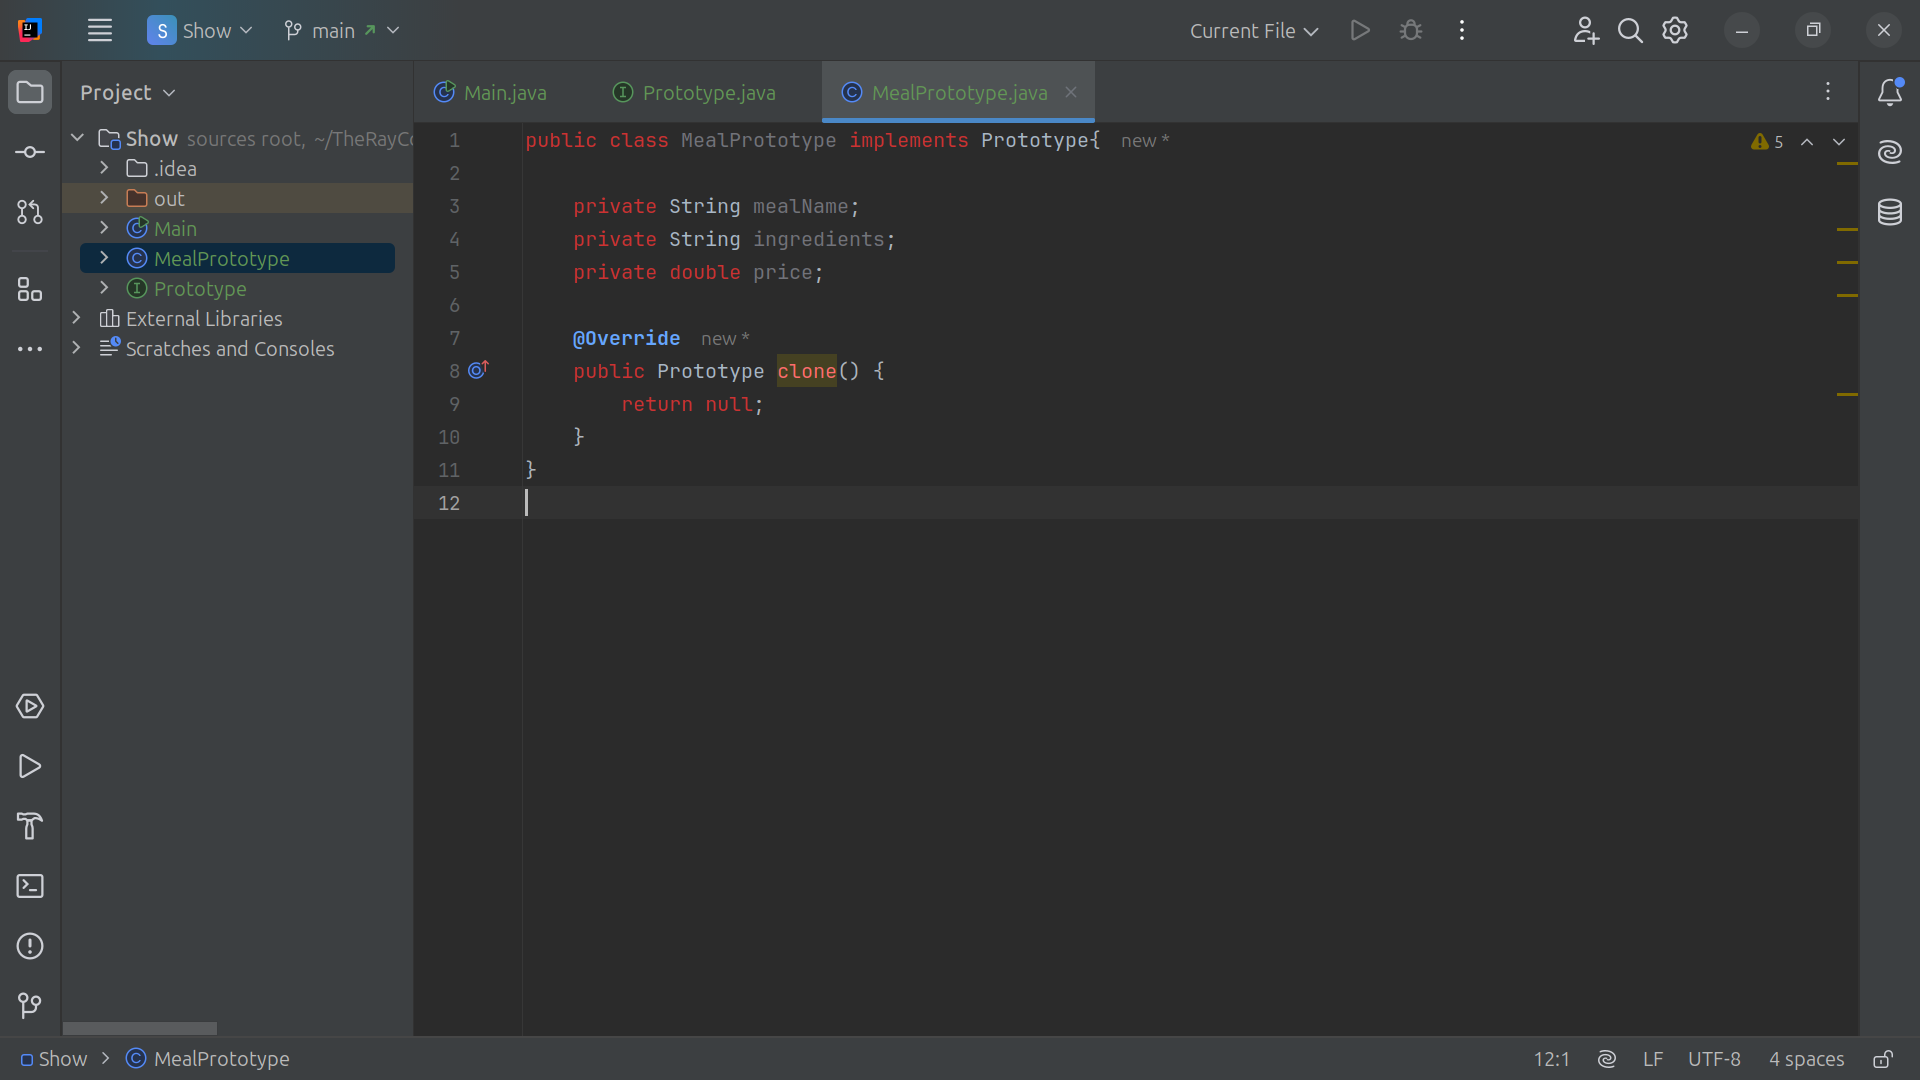 S Show main Current File
Project
Main.java Prototype.java MealPrototype.java
Show sources root, ~/TheRayCo
.idea
out
Main
MealPrototype
Prototype
External Libraries
Scratches and Consoles
1 public class MealPrototype implements Prototype{ new *
5
2
3 private String mealName;
4 private String ingredients;
5 private double price;
6
7 @Override new *
8 public Prototype clone() {
9 return null;
10 }
11 }
12
Show MealPrototype 12:1 LF UTF-8 4 spaces